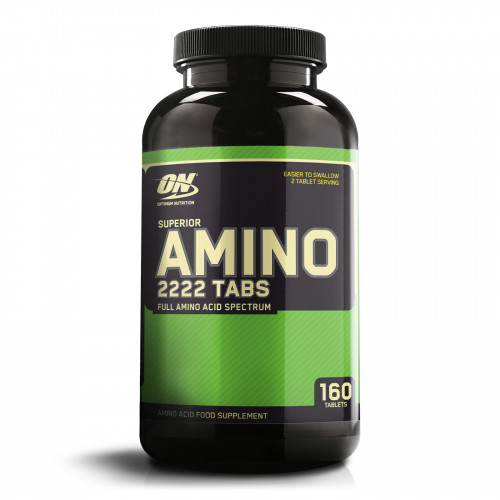 ON
OPTIMUM NUTRITION
EASIER TO SWALLOW
2 TABLET SERVING
SUPERIOR
AMINO
2222 TABS
FULL AMINO ACID SPECTRUM
160
TABLETS
AMINO ACID FOOD SUPPLEMENT